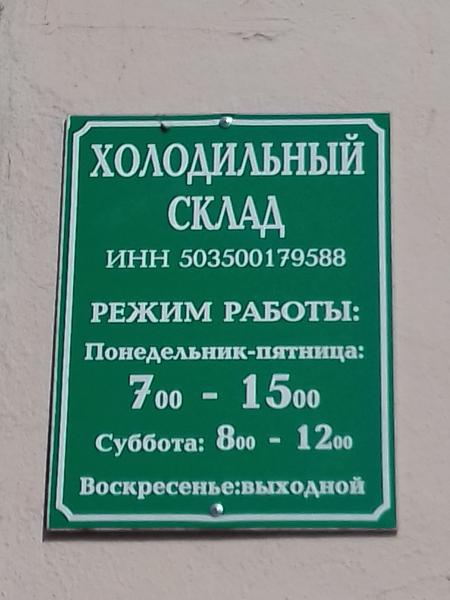 ХОЛОДИЛЬНЫЙ
СКЛАД
ИНН 503500179588
РЕЖИМ РАБОТЫ:
Понедельник-пятница:
700 - 1500
Суббота: 800 - 1200
Воскресенье:выходной